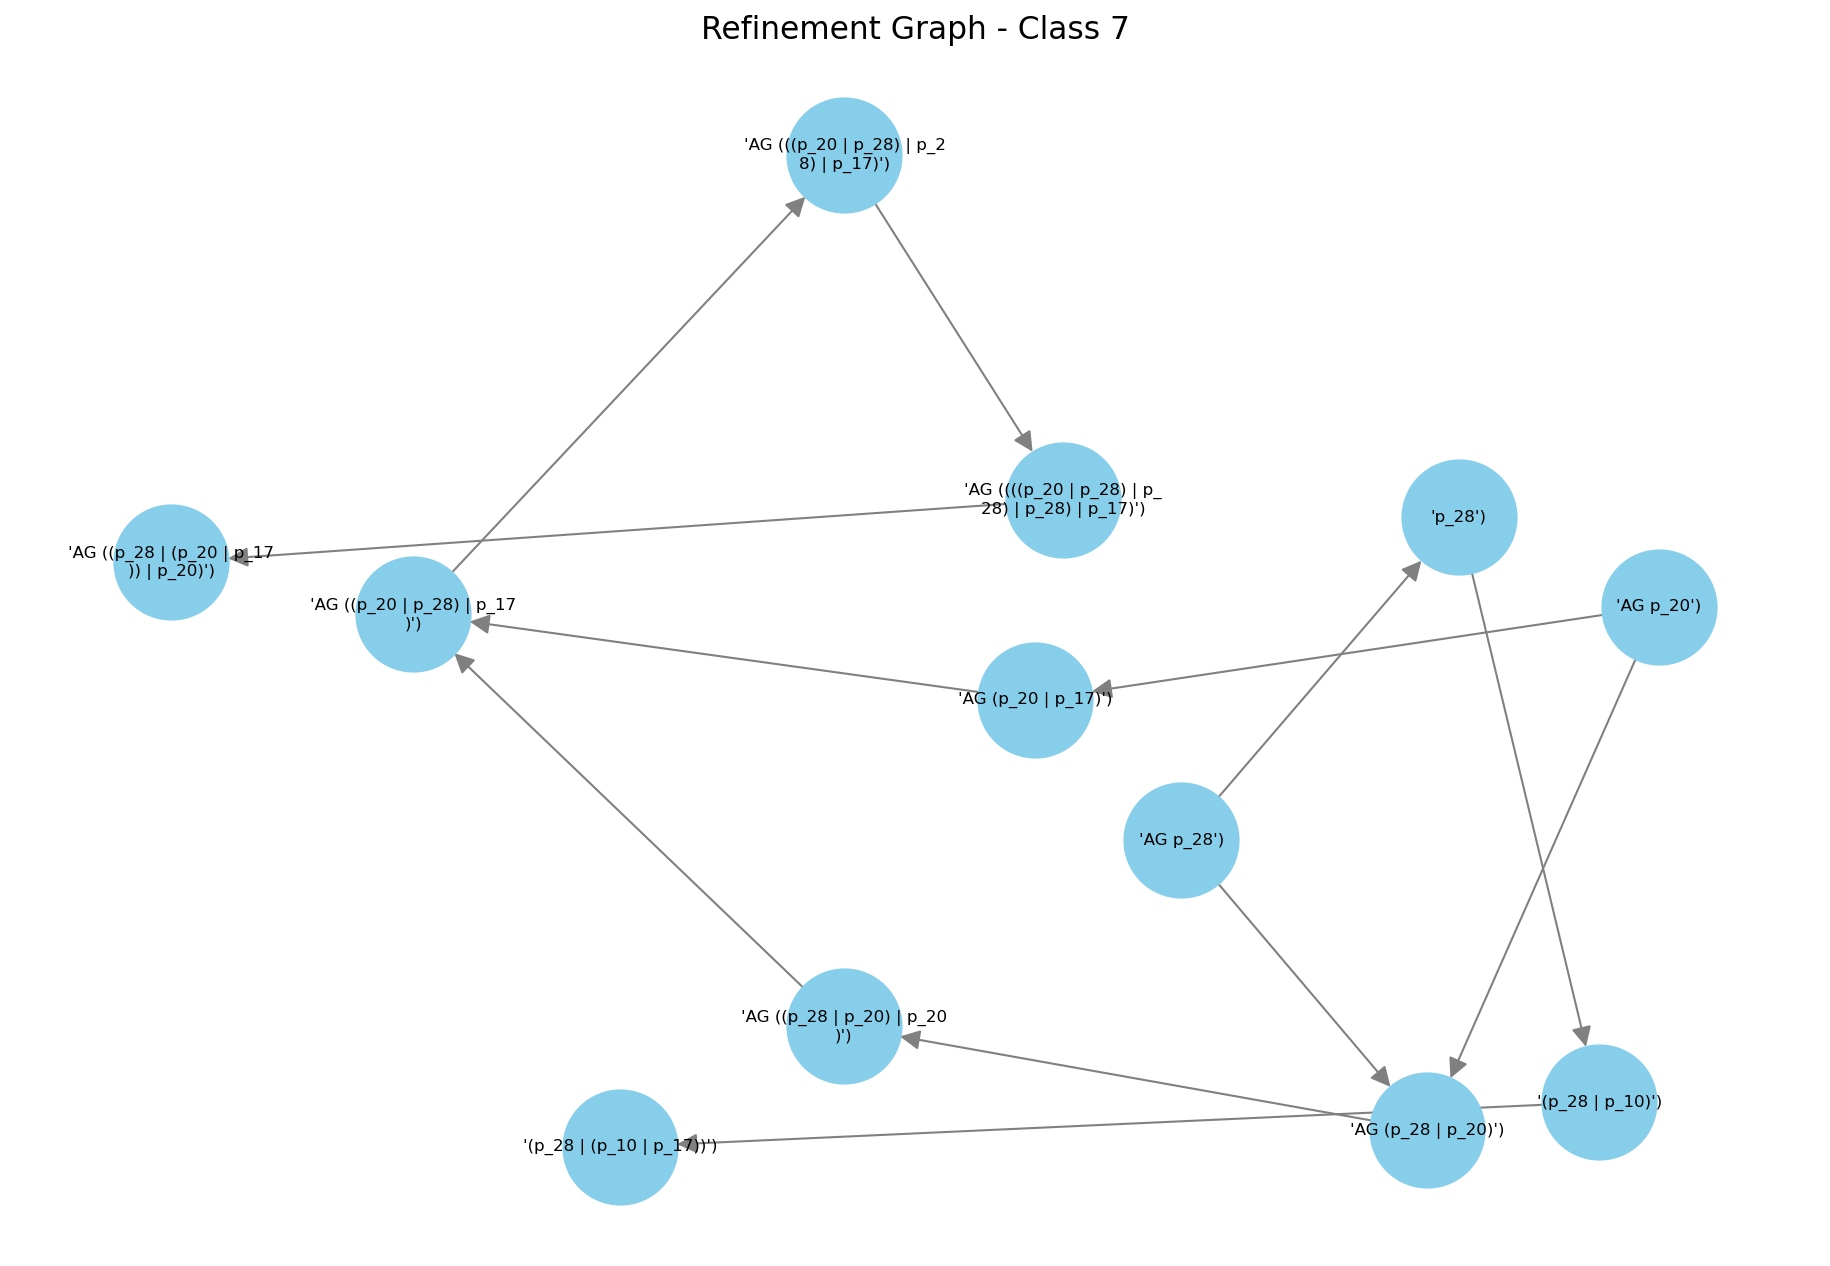 Refinement Graph - Class 7
'AG (((p_20 | p_28) | p_2
8) | p_17)')
'AG ((((p_20 | p_28) | p_
28) | p_28) | p_17)')
'p_28')
'AG ((p_28 | (p_20 | p_17
)) | p_20)')
'AG ((p_20 | p_28) | p_17
)')
'AG p_20')
'AG (p_20 | p_17)')
'AG p_28')
'AG ((p_28 | p_20) | p_20
)')
'(p_28 | p_10)')
'AG (p_28 | p_20)')
'(p_28 | (p_10 | p_17))')